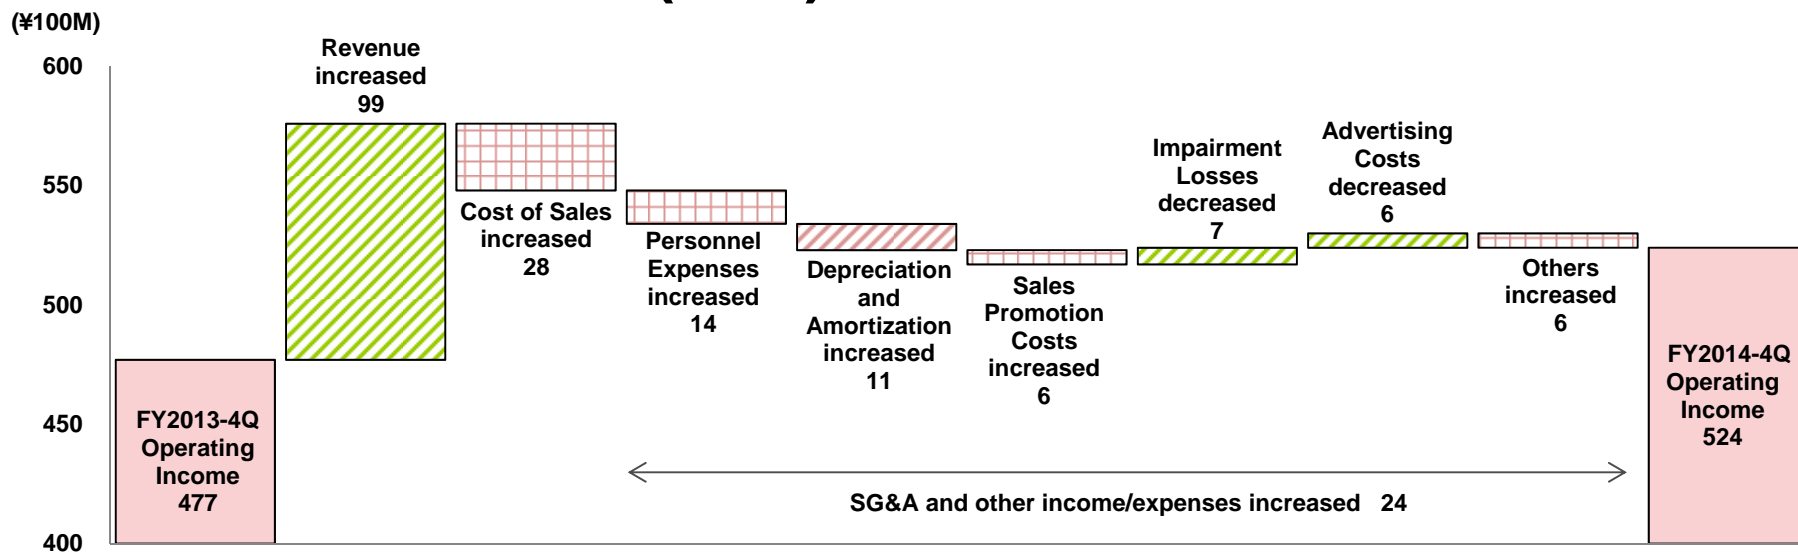 (¥100M)
600
550
500
450
400
Revenue
increased
99
Cost of Sales
increased
28
Personnel
Expenses
increased
14
Depreciation
and
Amortization
increased
11
Sales
Promotion
Costs
increased
6
Impairment
Losses
decreased
7
Advertising
Costs
decreased
6
Others
increased
6
FY2013-4Q
Operating
Income
477
FY2014-4Q
Operating
Income
524
SG&A and other income/expenses increased 24